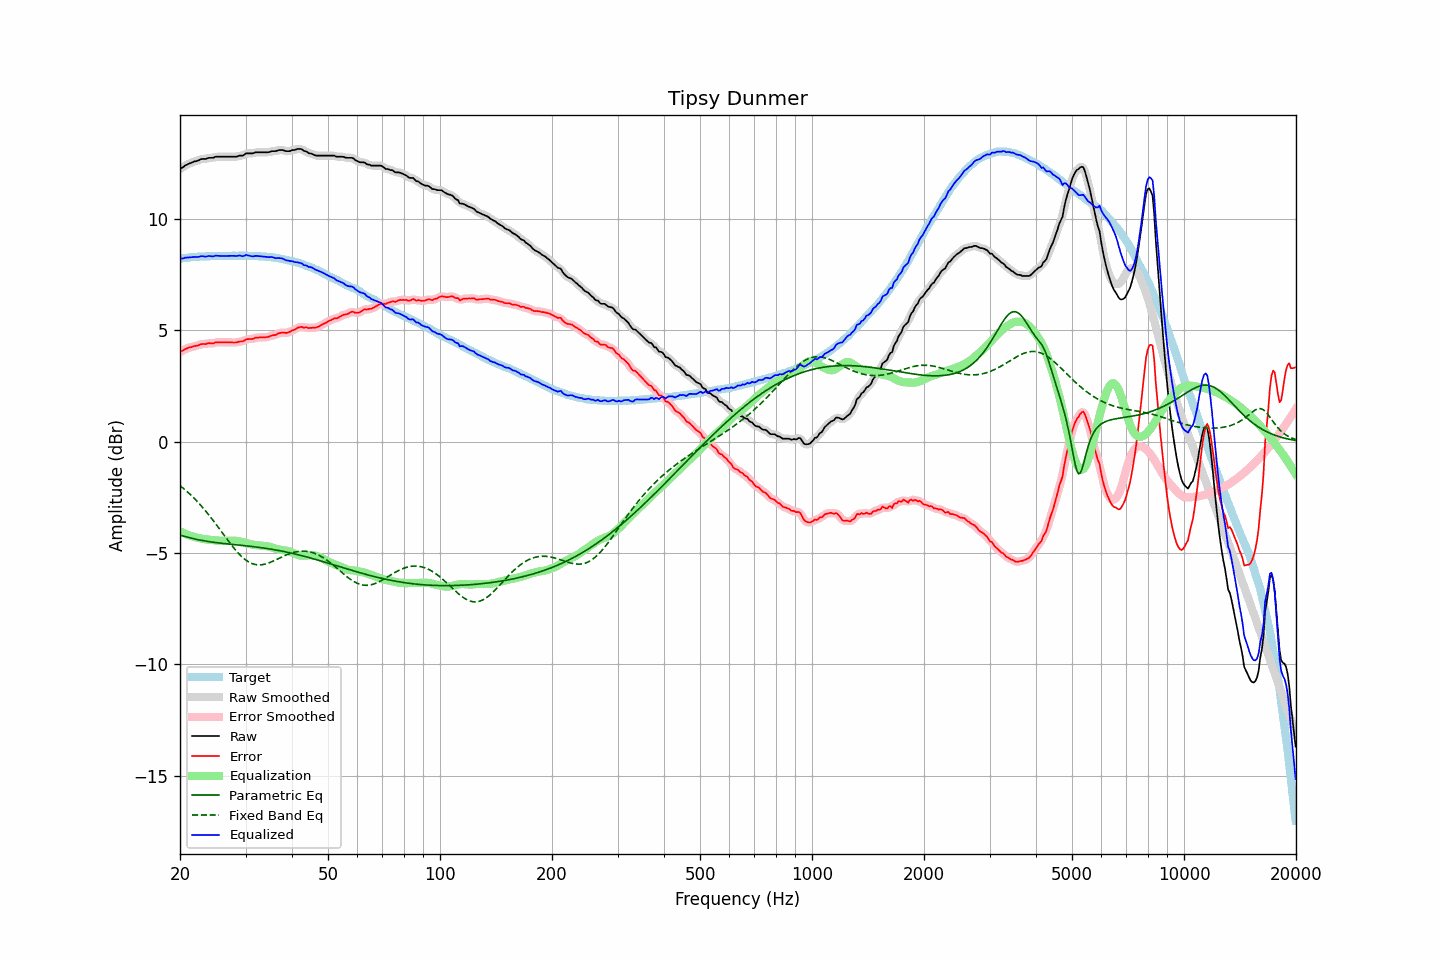 Tipsy Dunmer
Amplitude (dBr)
10
5
0
−5
−10
−15
Target
Raw Smoothed
Error Smoothed
Raw
Error
Equalization
Parametric Eq
Fixed Band Eq
Equalized
20 50 100 200 500 1000 2000 5000 10000 20000
Frequency (Hz)